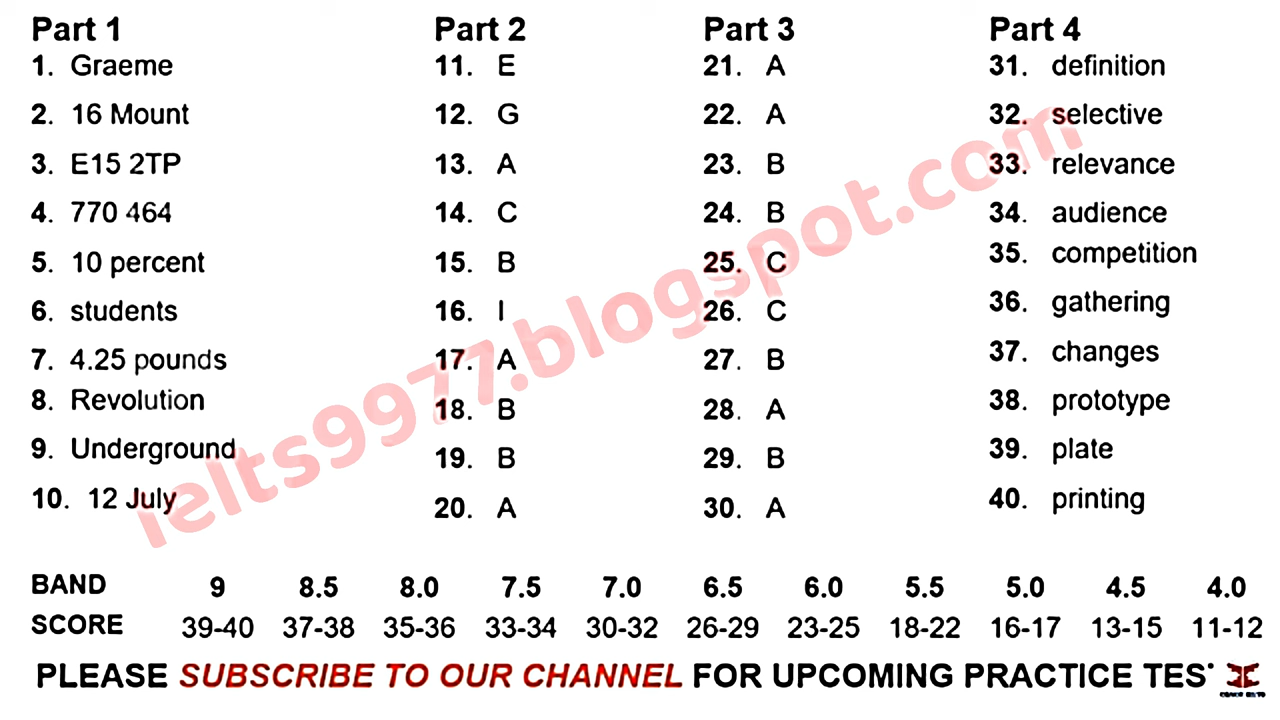 Part 1
1. Graeme
2. 16 Mount
3. E15 2TP
4. 770 464
5. 10 percent
6. students
7. 4.25 pounds
8. Revolution
9. Underground
10. 12 July
Part 2
11. E
12. G
13. A
14. C
15. B
16. I
17. A
18. B
19. B
20. A
Part 3
21. A
22. A
23. B
24. B
25. C
26. C
27. B
28. A
29. B
30. A
Part 4
31. definition
32. selective
33. relevance
34. audience
35. competition
36. gathering
37. changes
38. prototype
39. plate
40. printing
ielts9977.blogspot.com
BAND 9 8.5 8.0 7.5 7.0 6.5 6.0 5.5 5.0 4.5 4.0
SCORE 39-40 37-38 35-36 33-34 30-32 26-29 23-25 18-22 16-17 13-15 11-12
PLEASE SUBSCRIBE TO OUR CHANNEL FOR UPCOMING PRACTICE TES